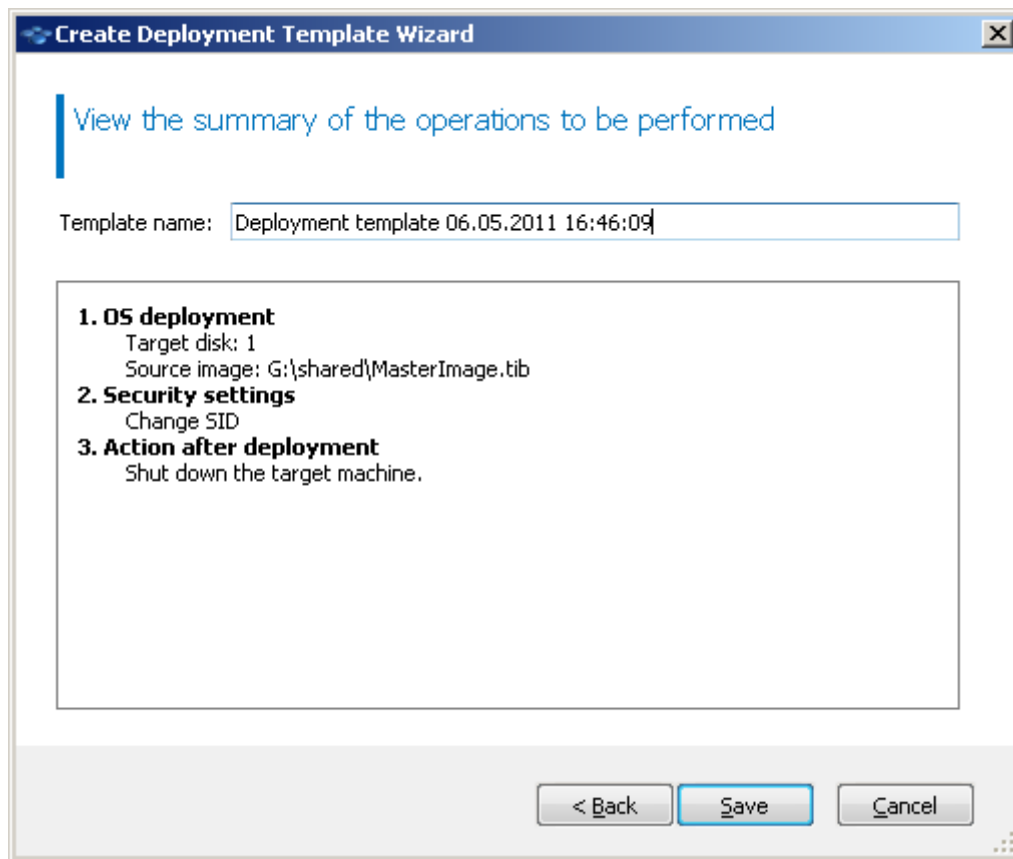 Create Deployment Template Wizard
View the summary of the operations to be performed
Template name: Deployment template 06.05.2011 16:46:09
1. OS deployment
Target disk: 1
Source image: G:\shared\MasterImage.tib
2. Security settings
Change SID
3. Action after deployment
Shut down the target machine.
< Back Save Cancel